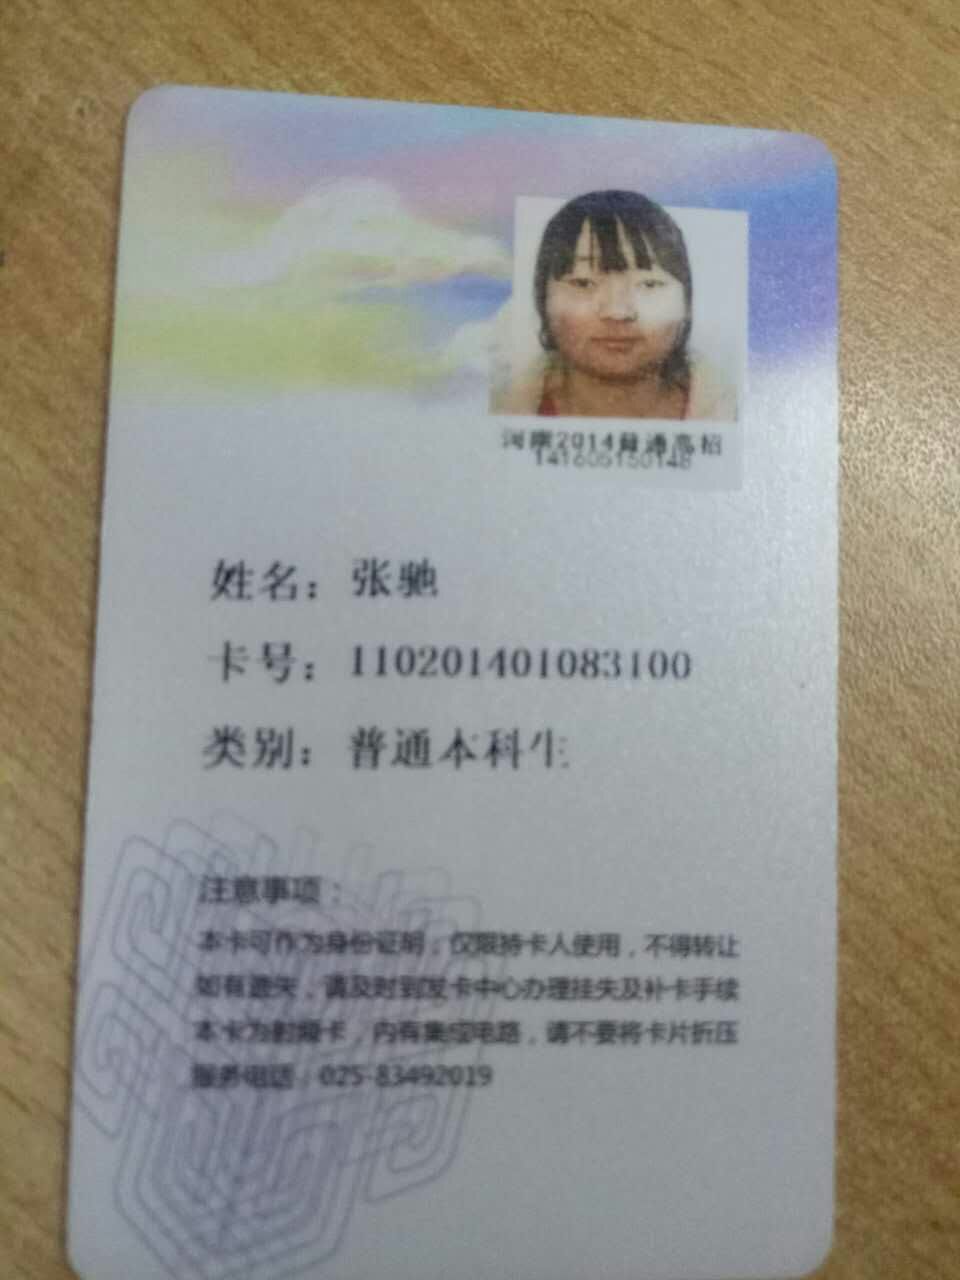 河南2014普通高招
141605150148
姓名：张驰
卡号：110201401083100
类别：普通本科生
注意事项：
本卡可作为身份证明，仅限持卡人使用，不得转让
如有遗失，请及时到发卡中心办理挂失及补卡手续
本卡为射频卡，内有集成电路，请不要将卡片折压
服务电话：025-83492019